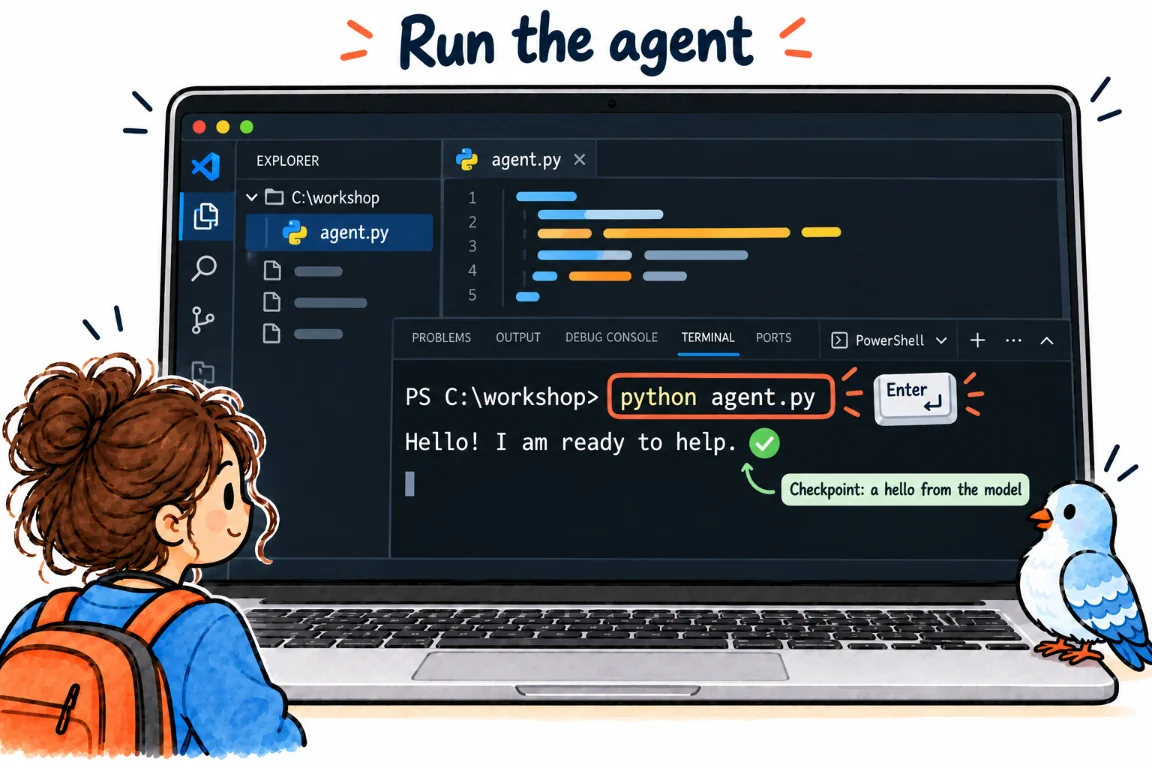 Run the agent
EXPLORER
C:\workshop
agent.py
agent.py ×
1
2
3
4
5
PROBLEMS OUTPUT DEBUG CONSOLE TERMINAL PORTS PowerShell
PS C:\workshop> python agent.py
Enter
Hello! I am ready to help.
Checkpoint: a hello from the model